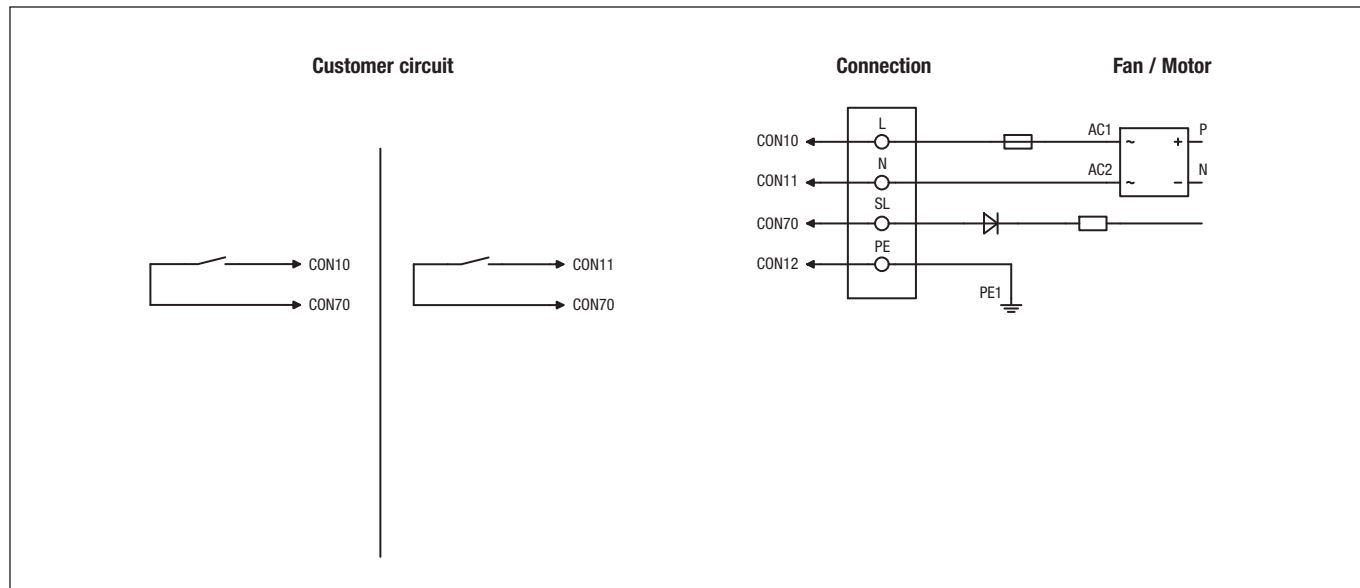 Customer circuit
Connection
Fan / Motor
L
CON10
AC1
~
+
P
N
CON11
AC2
~
–
N
SL
CON70
PE
CON12
PE1
CON10
CON70
CON11
CON70